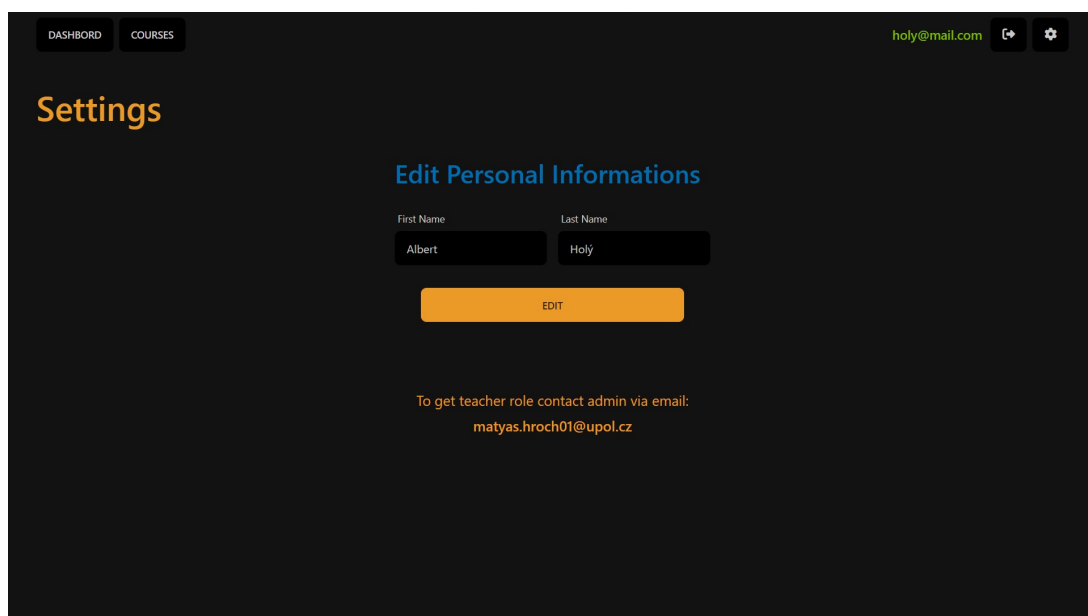 DASHBORD COURSES holy@mail.com
Settings
Edit Personal Informations
First Name Last Name
Albert Holý
EDIT
To get teacher role contact admin via email:
matyas.hroch01@upol.cz